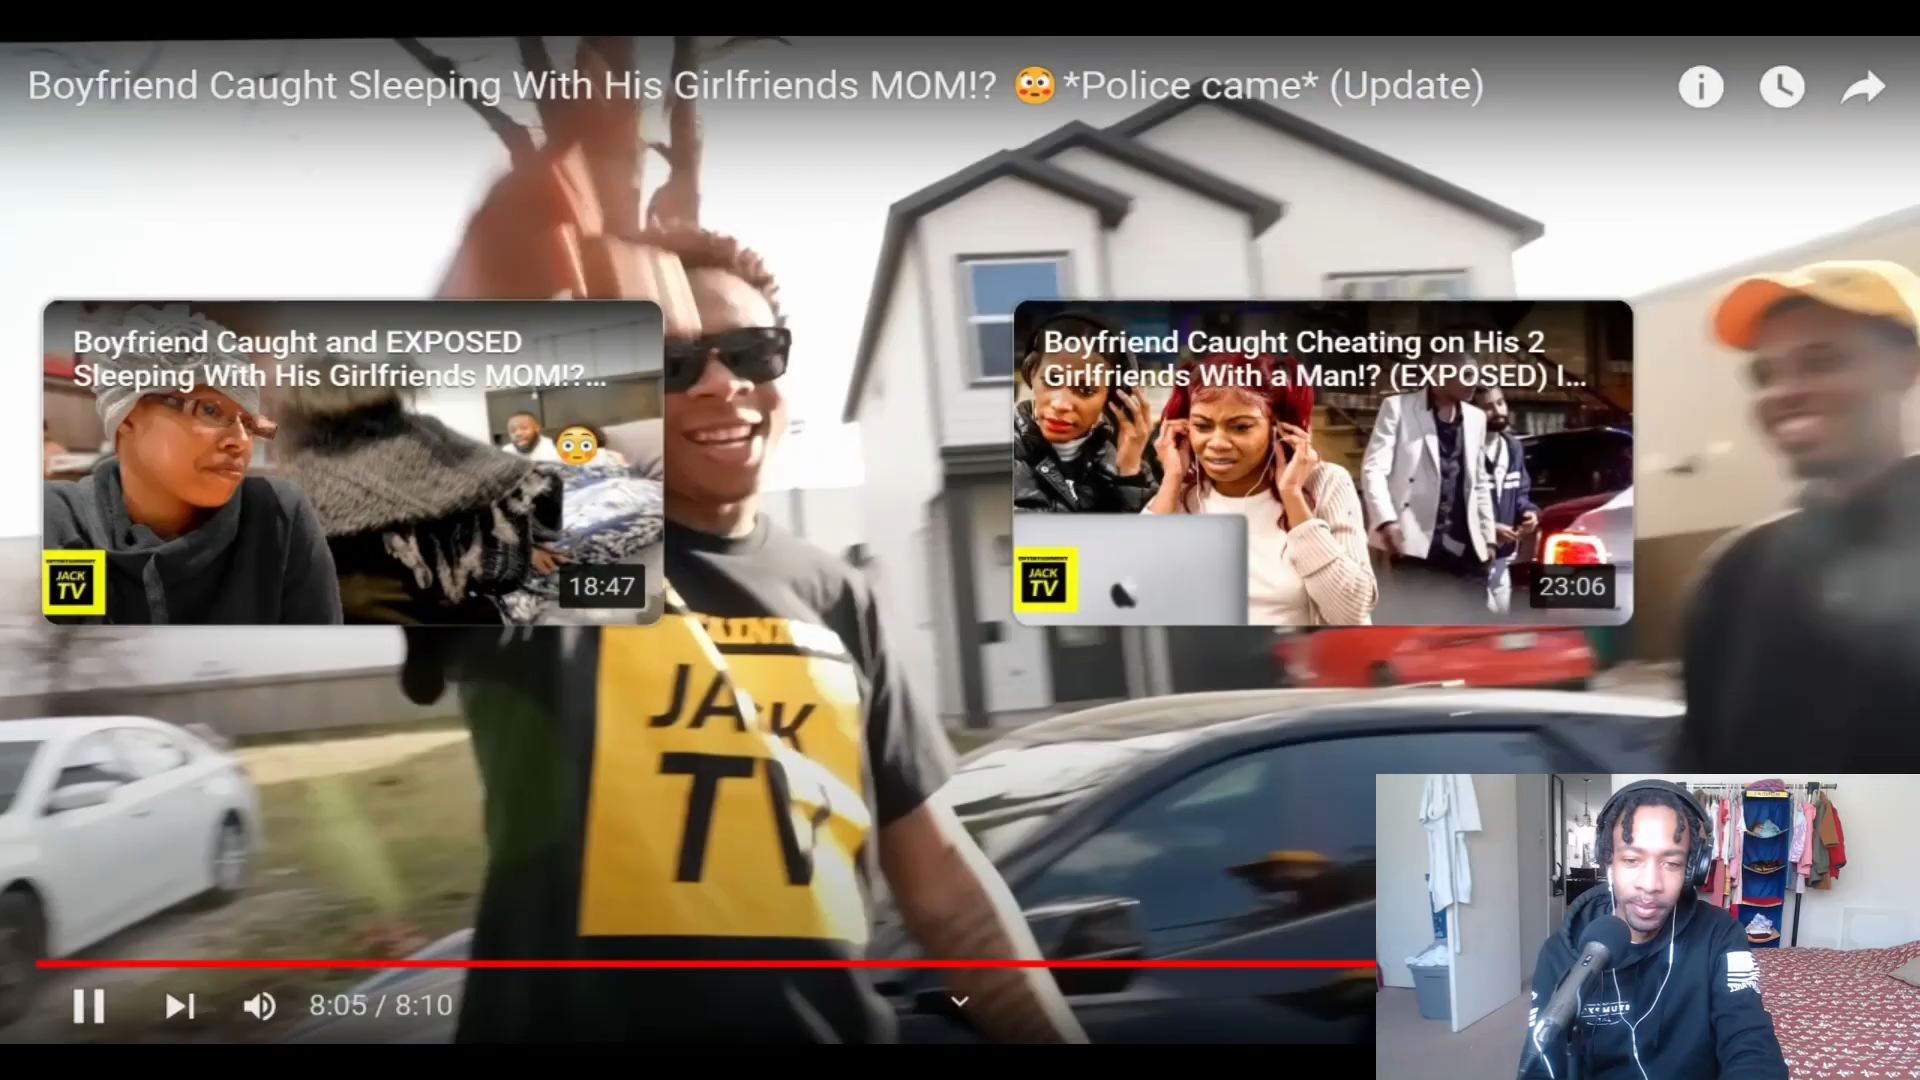 Boyfriend Caught Sleeping With His Girlfriends MOM!? 😳 *Police came* (Update)
Boyfriend Caught and EXPOSED
Sleeping With His Girlfriends MOM!?...
JACK
TV
18:47
Boyfriend Caught Cheating on His 2
Girlfriends With a Man!? (EXPOSED) I...
ENTERTAINMENT
JACK
TV
23:06
JACK
TV
8:05 / 8:10